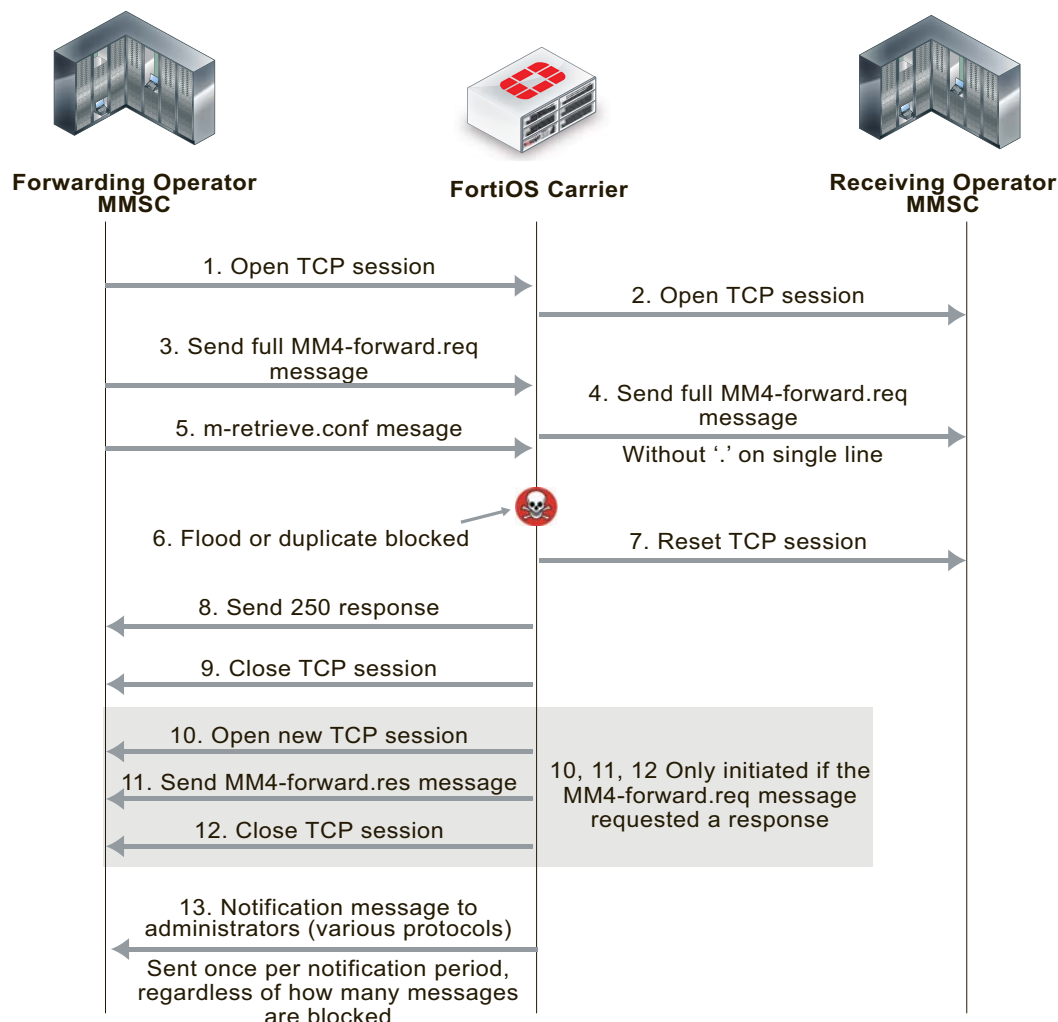 Forwarding Operator
MMSC
FortiOS Carrier
Receiving Operator
MMSC
1. Open TCP session
2. Open TCP session
3. Send full MM4-forward.req
message
4. Send full MM4-forward.req
message
5. m-retrieve.conf mesage
Without ‘.’ on single line
6. Flood or duplicate blocked
7. Reset TCP session
8. Send 250 response
9. Close TCP session
10. Open new TCP session
11. Send MM4-forward.res message
12. Close TCP session
10, 11, 12 Only initiated if the
MM4-forward.req message
requested a response
13. Notification message to
administrators (various protocols)
Sent once per notification period,
regardless of how many messages
are blocked